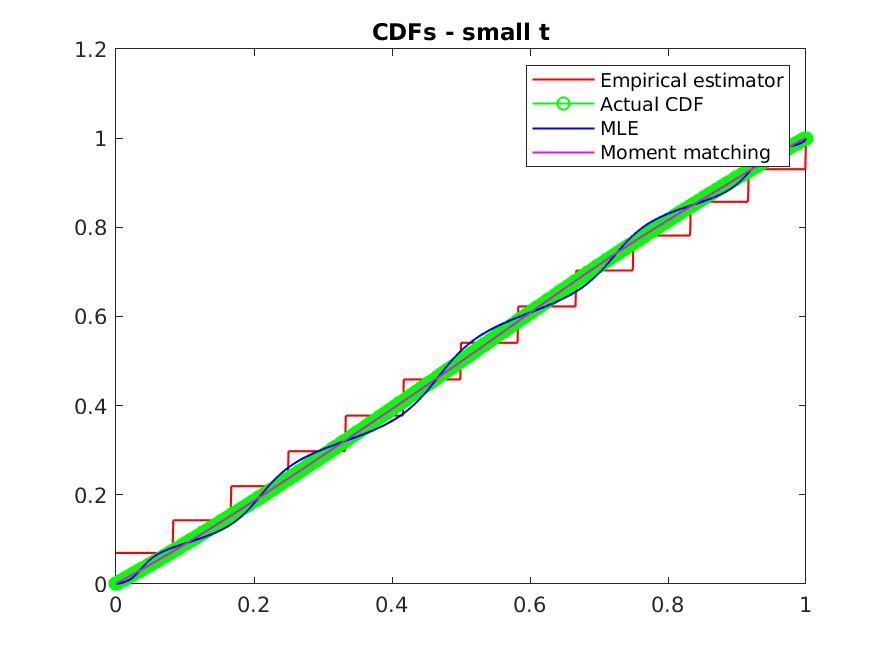 CDFs - small t
1.2
1
0.8
0.6
0.4
0.2
0
0 0.2 0.4 0.6 0.8 1
Empirical estimator
Actual CDF
MLE
Moment matching